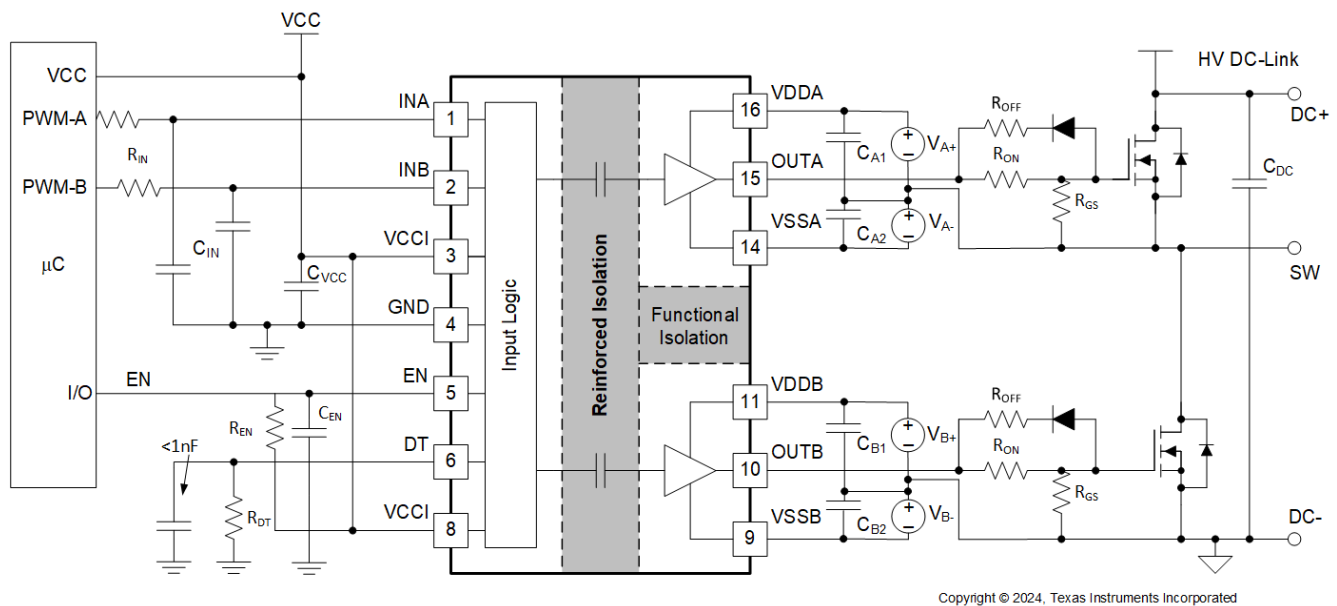 VCC
VCC
PWM-A
RIN
PWM-B
CIN
CVCC
μC
I/O
EN
REN
CEN
<1nF
RDT
INA
1
INB
2
VCCI
3
GND
4
EN
5
DT
6
VCCI
8
Input Logic
Reinforced Isolation
Functional
Isolation
16
VDDA
15
OUTA
14
VSSA
11
VDDB
10
OUTB
9
VSSB
CA1
VA+
CA2
VA-
CB1
VB+
CB2
VB-
ROFF
RON
RGS
ROFF
RON
RGS
HV DC-Link
DC+
CDC
SW
DC-
Copyright © 2024, Texas Instruments Incorporated